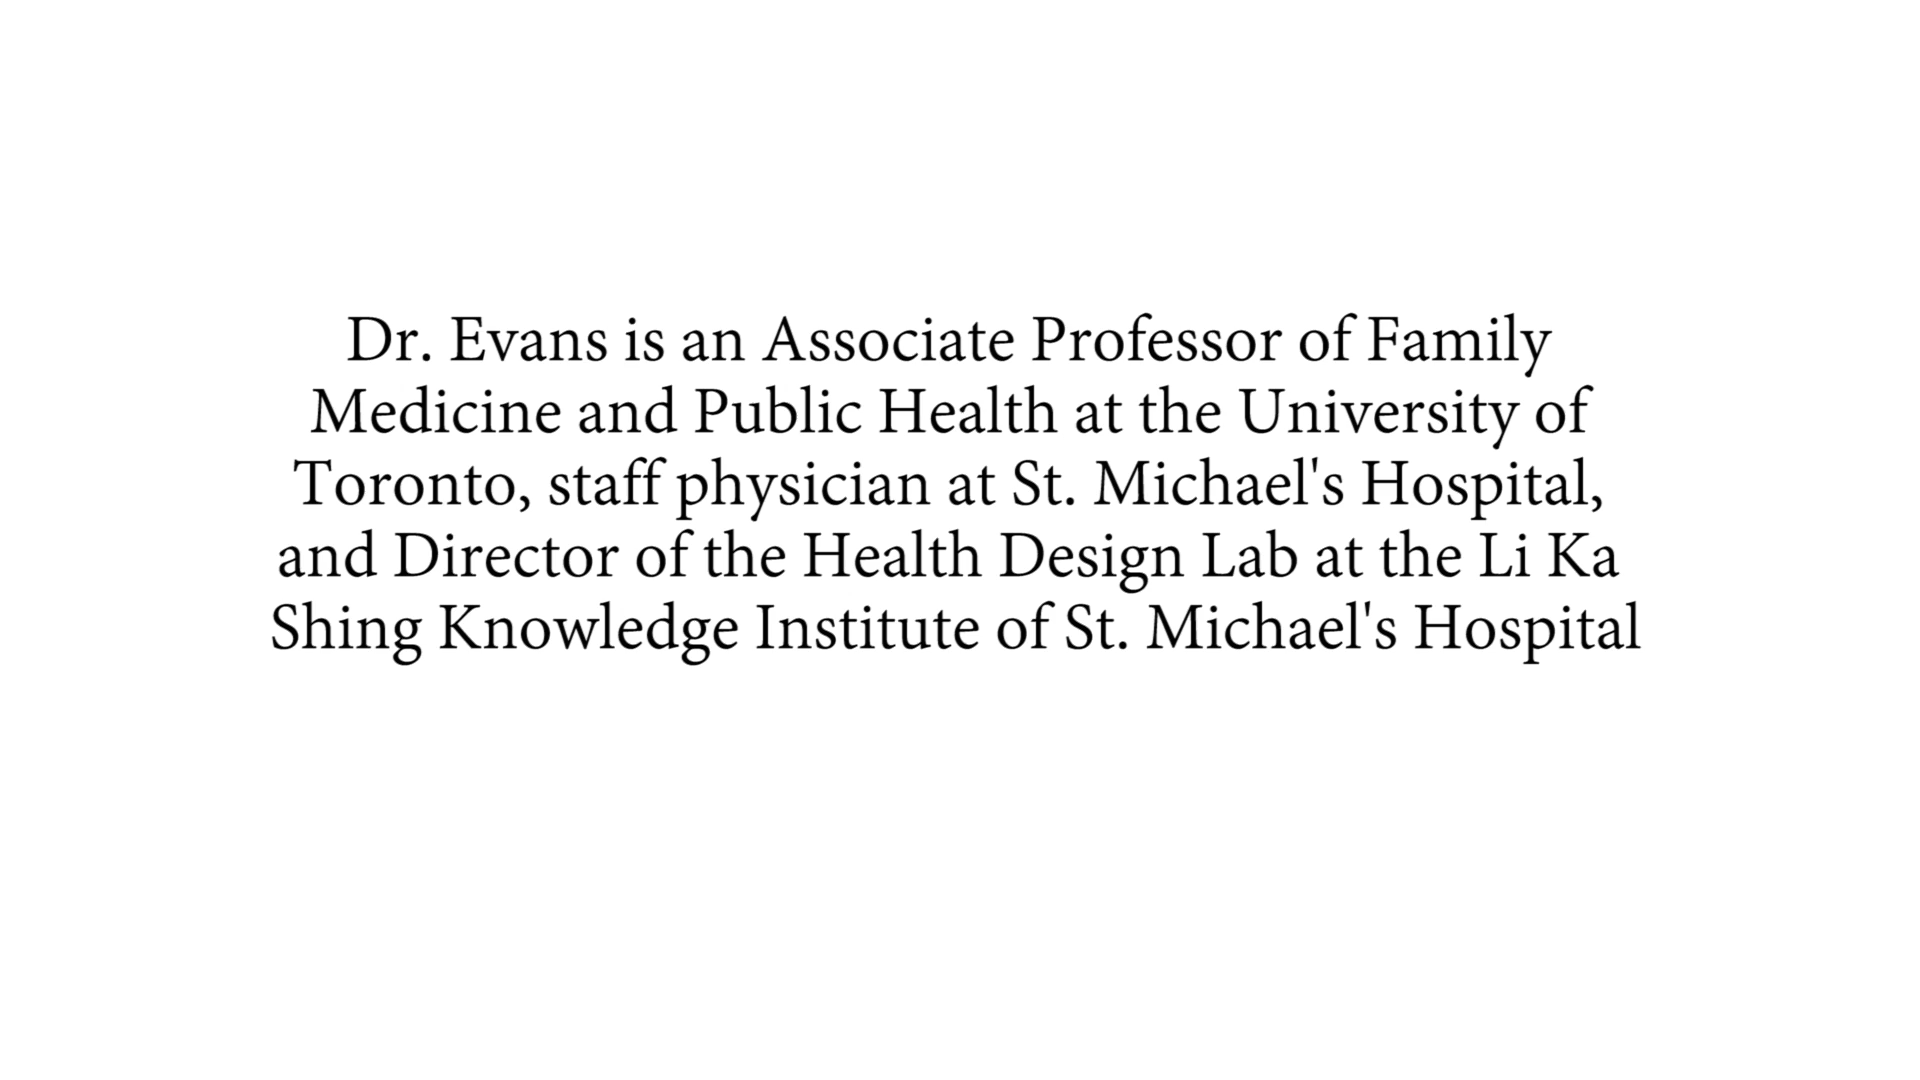 Dr. Evans is an Associate Professor of Family
Medicine and Public Health at the University of
Toronto, staff physician at St. Michael's Hospital,
and Director of the Health Design Lab at the Li Ka
Shing Knowledge Institute of St. Michael's Hospital